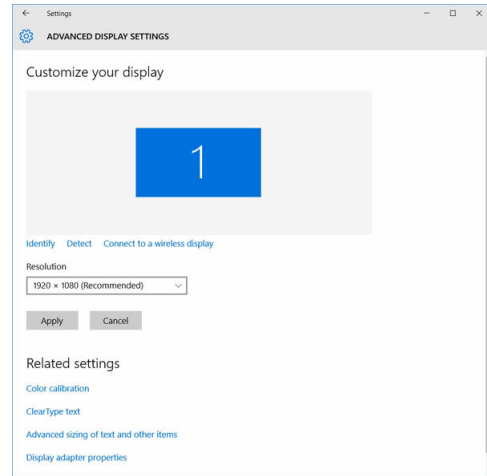 Settings
ADVANCED DISPLAY SETTINGS
Customize your display
1
Identify Detect Connect to a wireless display
Resolution
1920 × 1080 (Recommended)
Apply Cancel
Related settings
Color calibration
ClearType text
Advanced sizing of text and other items
Display adapter properties